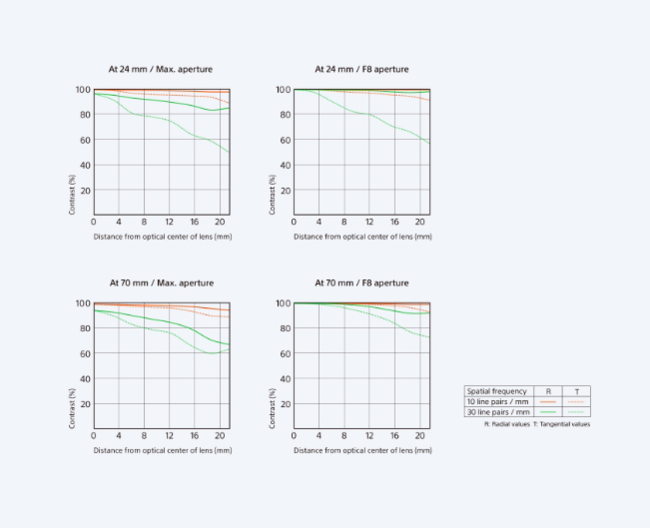 At 24 mm / Max. aperture
100
80
60
40
20
Contrast (%)
0 4 8 12 16 20
Distance from optical center of lens (mm)
At 24 mm / F8 aperture
100
80
60
40
20
Contrast (%)
0 4 8 12 16 20
Distance from optical center of lens (mm)
At 70 mm / Max. aperture
100
80
60
40
20
Contrast (%)
0 4 8 12 16 20
Distance from optical center of lens (mm)
At 70 mm / F8 aperture
100
80
60
40
20
Contrast (%)
0 4 8 12 16 20
Distance from optical center of lens (mm)
Spatial frequency R T
10 line pairs / mm
30 line pairs / mm
R: Radial values T: Tangential values